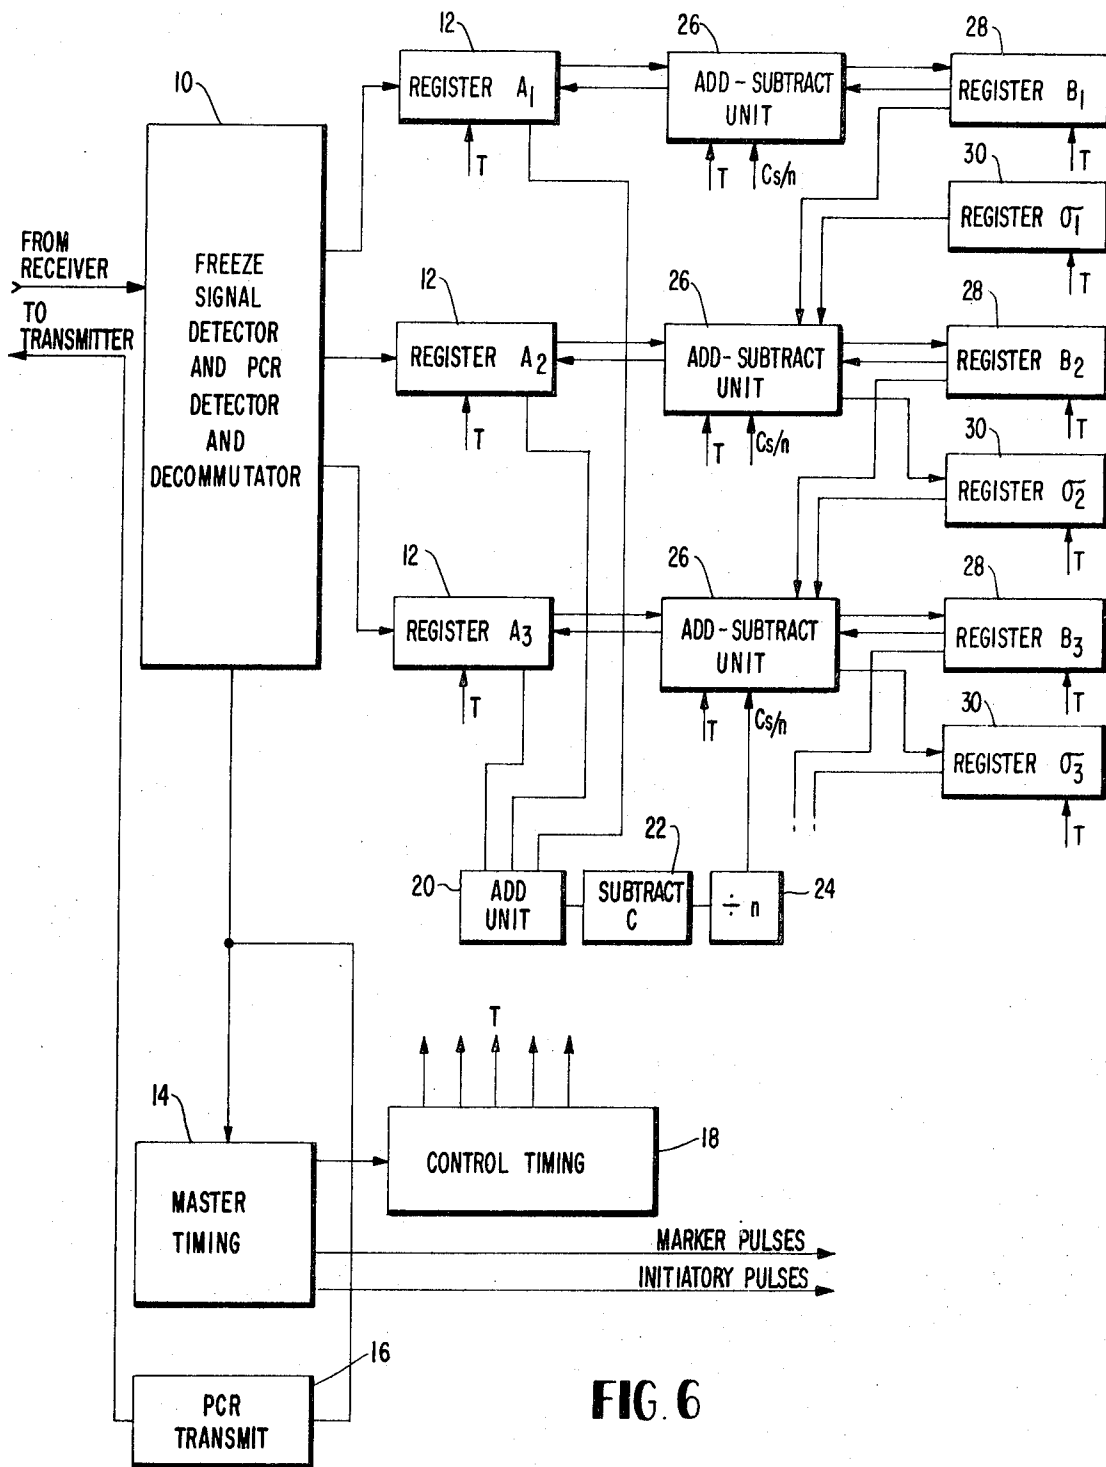 12
REGISTER A1
T
26
ADD-SUBTRACT
UNIT
T
Cs/n
28
REGISTER B1
T
30
REGISTER σ1
T
10
FREEZE
SIGNAL
DETECTOR
AND PCR
DETECTOR
AND
DECOMMUTATOR
FROM
RECEIVER
TO
TRANSMITTER
12
REGISTER A2
T
26
ADD-SUBTRACT
UNIT
T
Cs/n
28
REGISTER B2
T
30
REGISTER σ2
T
12
REGISTER A3
T
26
ADD-SUBTRACT
UNIT
T
Cs/n
28
REGISTER B3
T
30
REGISTER σ3
T
20
ADD
UNIT
22
SUBTRACT
C
÷ n
24
T
14
MASTER
TIMING
CONTROL TIMING
18
MARKER PULSES
INITIATORY PULSES
16
PCR
TRANSMIT
FIG. 6